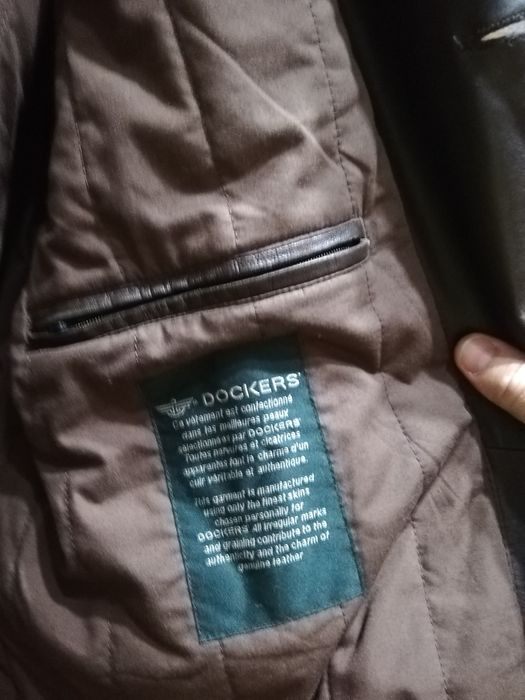 DOCKERS®
Ce vêtement est confectionné
dans les meilleures peaux
sélectionnées par DOCKERS®
Toutes nervures et cicatrices
apparentes font le charme d'un
cuir véritable et authentique.
This garment is manufactured
using only the finest skins
chosen personally for
DOCKERS. All irregular marks
and graining contribute to the
authenticity and the charm of
genuine leather